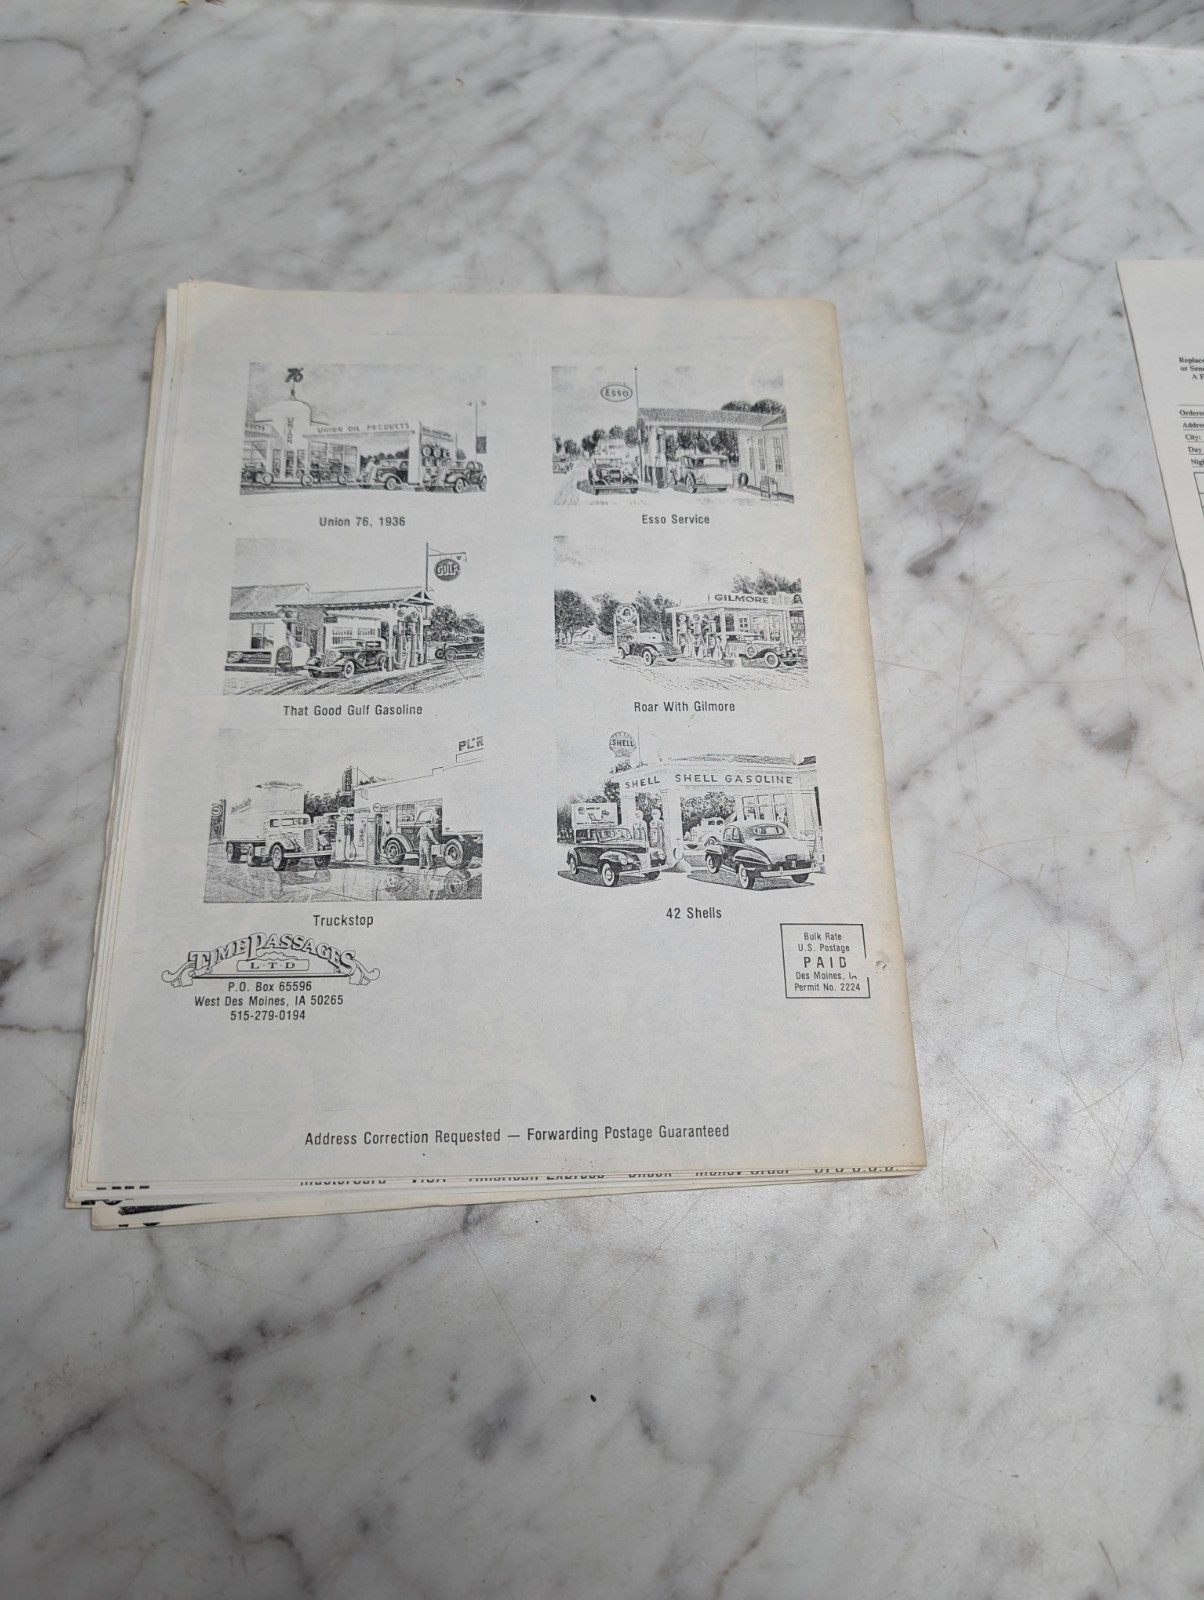 76
UNION
UNION OIL PRODUCTS
Union 76, 1936
Esso
Esso Service
GULF
That Good Gulf Gasoline
GILMORE
Roar With Gilmore
Truckstop
SHELL
SHELL SHELL GASOLINE
42 Shells
TIME PASSAGES
L·T·D
P.O. Box 65596
West Des Moines, IA 50265
515-279-0194
Bulk Rate
U.S. Postage
PAID
Des Moines, IA
Permit No. 2224
Address Correction Requested — Forwarding Postage Guaranteed